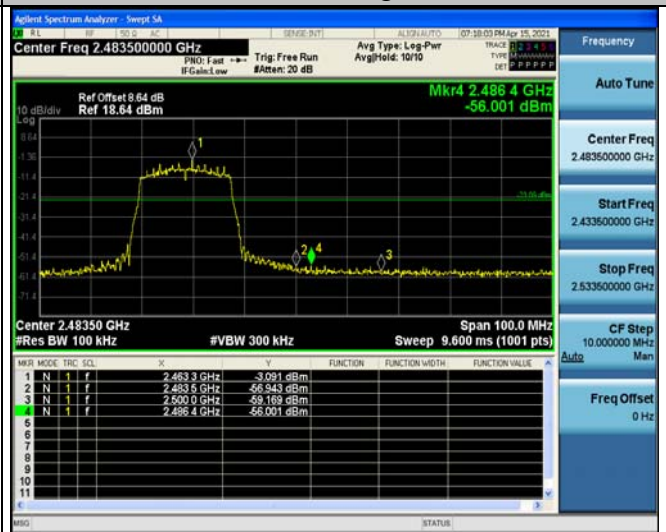 Agilent Spectrum Analyzer - Swept SA
RL RF 50 Ω AC SENSE:INT ALIGN AUTO 07:18:03 PM Apr 15, 2021
Center Freq 2.483500000 GHz
PNO: Fast
IFGain:Low
Trig: Free Run
#Atten: 20 dB
Avg Type: Log-Pwr
Avg|Hold: 10/10
TRACE 1 2 3 4 5 6
TYPE
DET P P P P P P
Ref Offset 8.64 dB
Ref 18.64 dBm
10 dB/div
Log
Mkr4 2.486 4 GHz
-56.001 dBm
8.64
-1.36
-11.4
-21.4
-31.4
-41.4
-51.4
-61.4
-71.4
1
2
4
3
Center 2.48350 GHz
#Res BW 100 kHz
#VBW 300 kHz
Span 100.0 MHz
Sweep 9.600 ms (1001 pts)
MKR MODE TRC SCL X Y FUNCTION FUNCTION WIDTH FUNCTION VALUE
1 N 1 f 2.463 3 GHz -3.091 dBm
2 N 1 f 2.483 5 GHz -56.943 dBm
3 N 1 f 2.500 0 GHz -59.169 dBm
4 N 1 f 2.486 4 GHz -56.001 dBm
5
6
7
8
9
10
11
MSG
STATUS
Frequency
Auto Tune
Center Freq
2.483500000 GHz
Start Freq
2.433500000 GHz
Stop Freq
2.533500000 GHz
CF Step
10.000000 MHz
Auto Man
Freq Offset
0 Hz